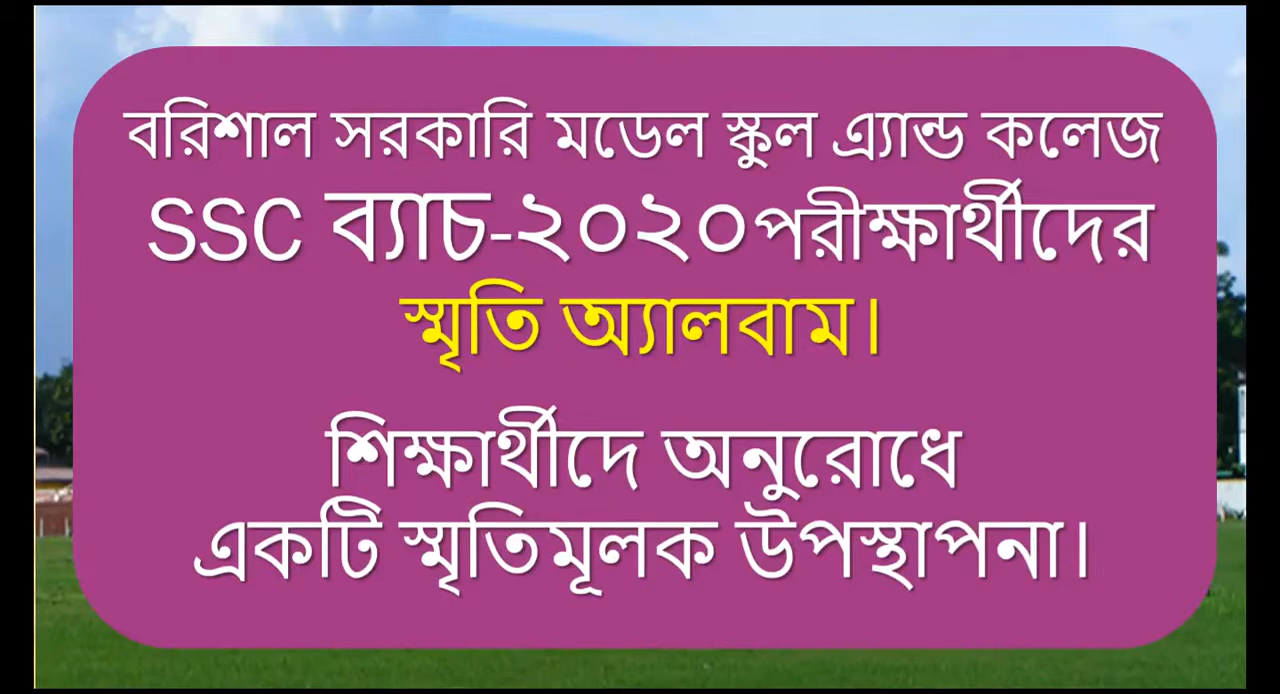 বরিশাল সরকারি মডেল স্কুল এ্যান্ড কলেজ
SSC ব্যাচ-২০২০পরীক্ষার্থীদের
স্মৃতি অ্যালবাম।
শিক্ষার্থীদে অনুরোধে
একটি স্মৃতিমূলক উপস্থাপনা।